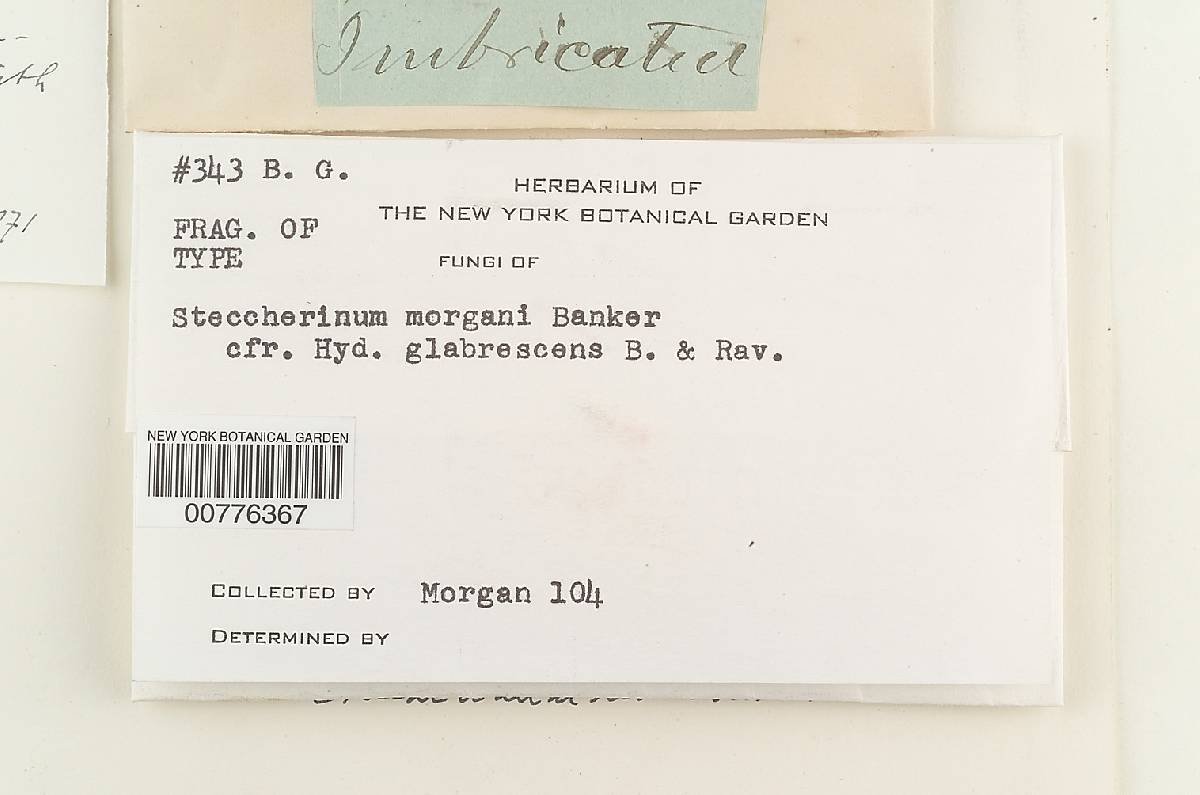 Imbricated
#343 B. G.
HERBARIUM OF
THE NEW YORK BOTANICAL GARDEN
FRAG. OF
TYPE
FUNGI OF
Steccherinum morgani Banker
cfr. Hyd. glabrescens B. & Rav.
NEW YORK BOTANICAL GARDEN
00776367
COLLECTED BY Morgan 104
DETERMINED BY